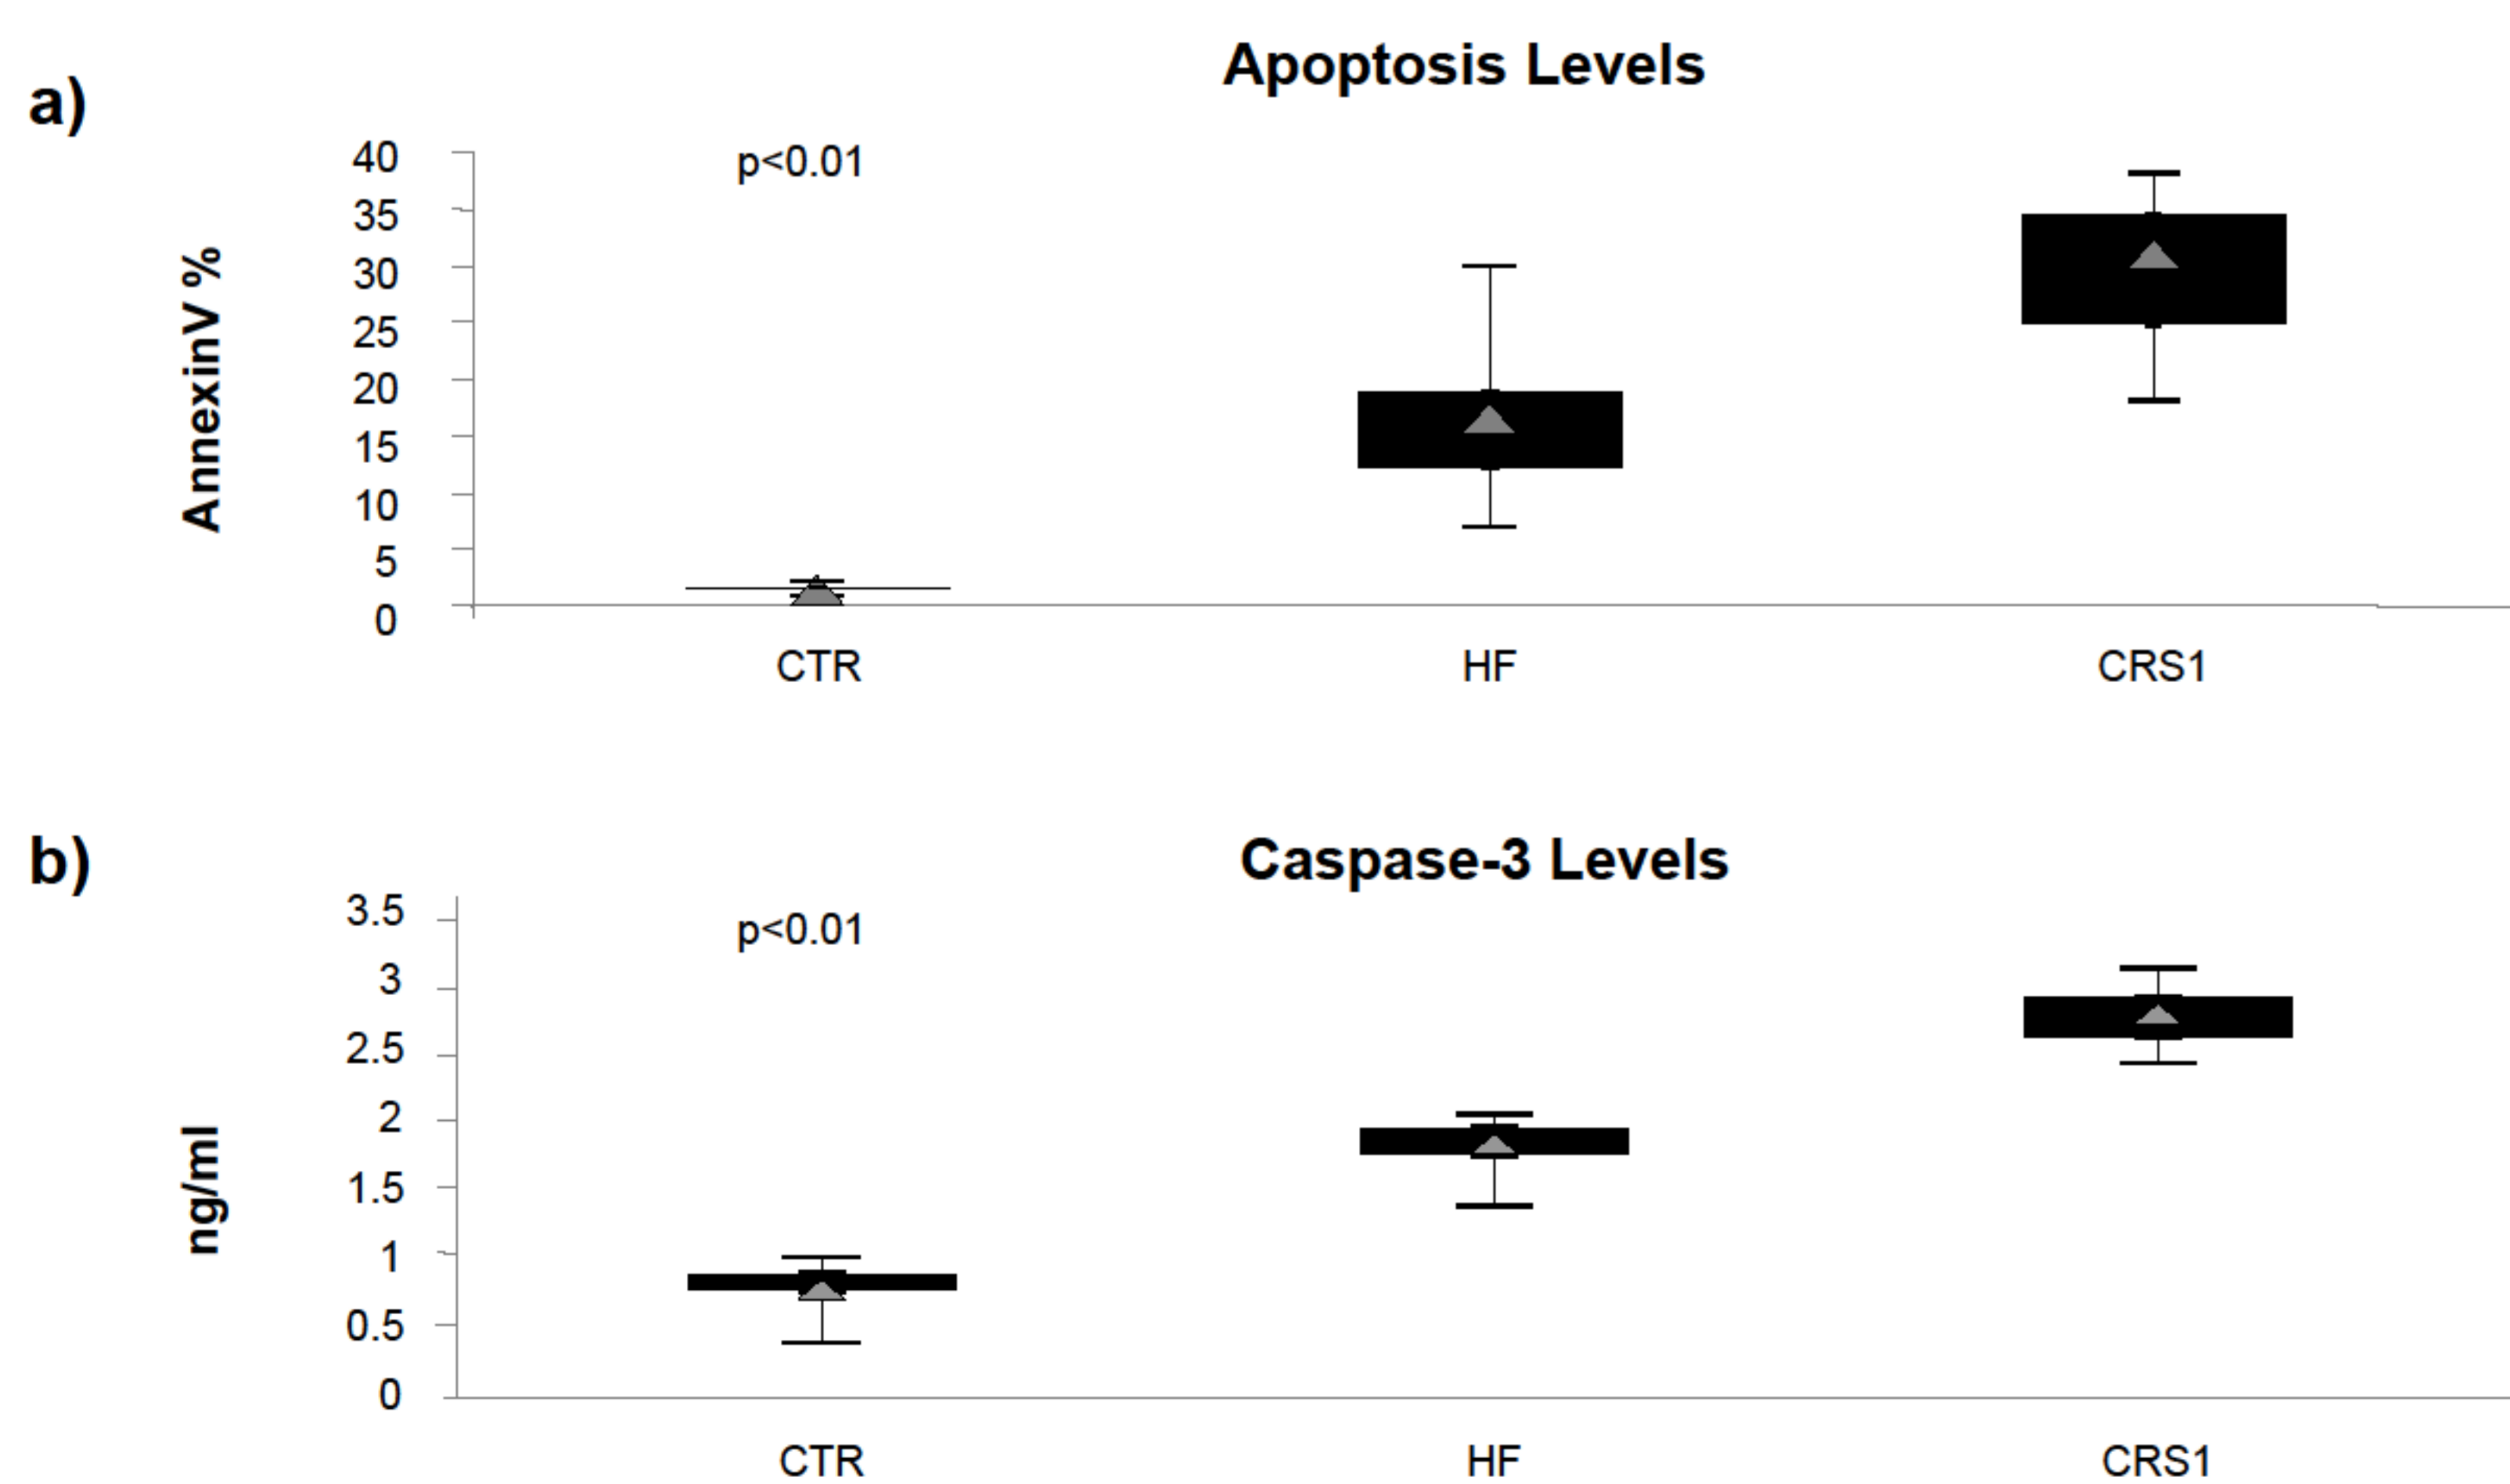 a)
Apoptosis Levels
AnnexinV %
40
35
30
25
20
15
10
5
0
p<0.01
CTR HF CRS1
b)
Caspase-3 Levels
ng/ml
3.5
3
2.5
2
1.5
1
0.5
0
p<0.01
CTR HF CRS1